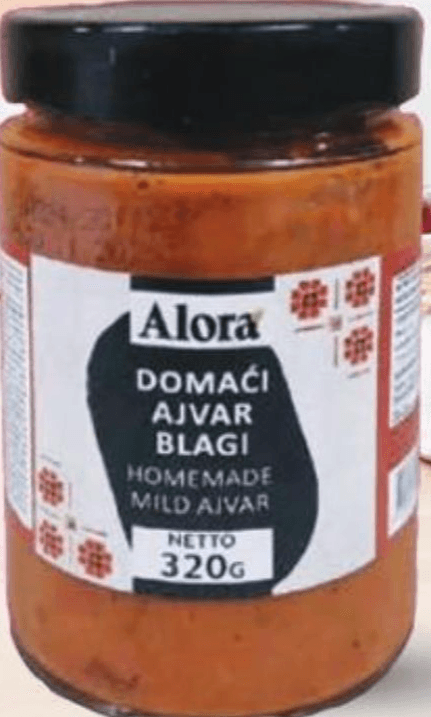 Alora
DOMAĆI
AJVAR
BLAGI
HOMEMADE
MILD AJVAR
NETTO
320G